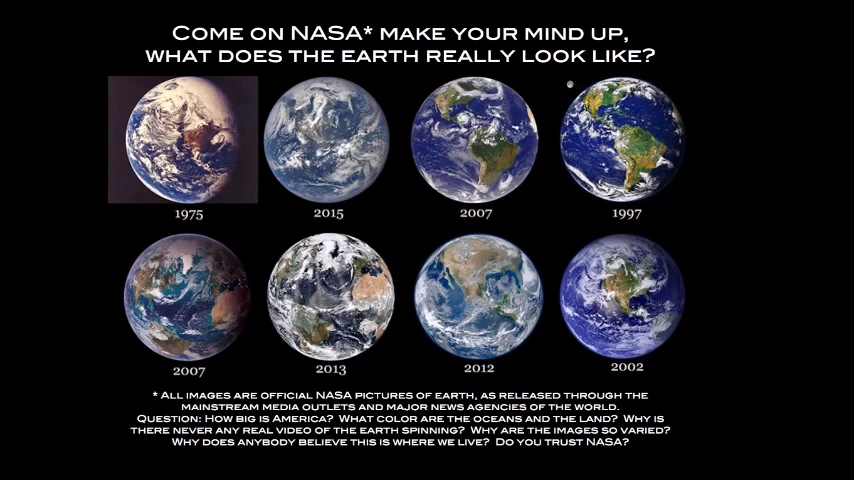 Come on NASA* make your mind up,
what does the earth really look like?
1975
2015
2007
1997
2007
2013
2012
2002
* All images are official NASA pictures of earth, as released through the
mainstream media outlets and major news agencies of the world.
Question: How big is America? What color are the oceans and the land? Why is
there never any real video of the earth spinning? Why are the images so varied?
Why does anybody believe this is where we live? Do you trust NASA?